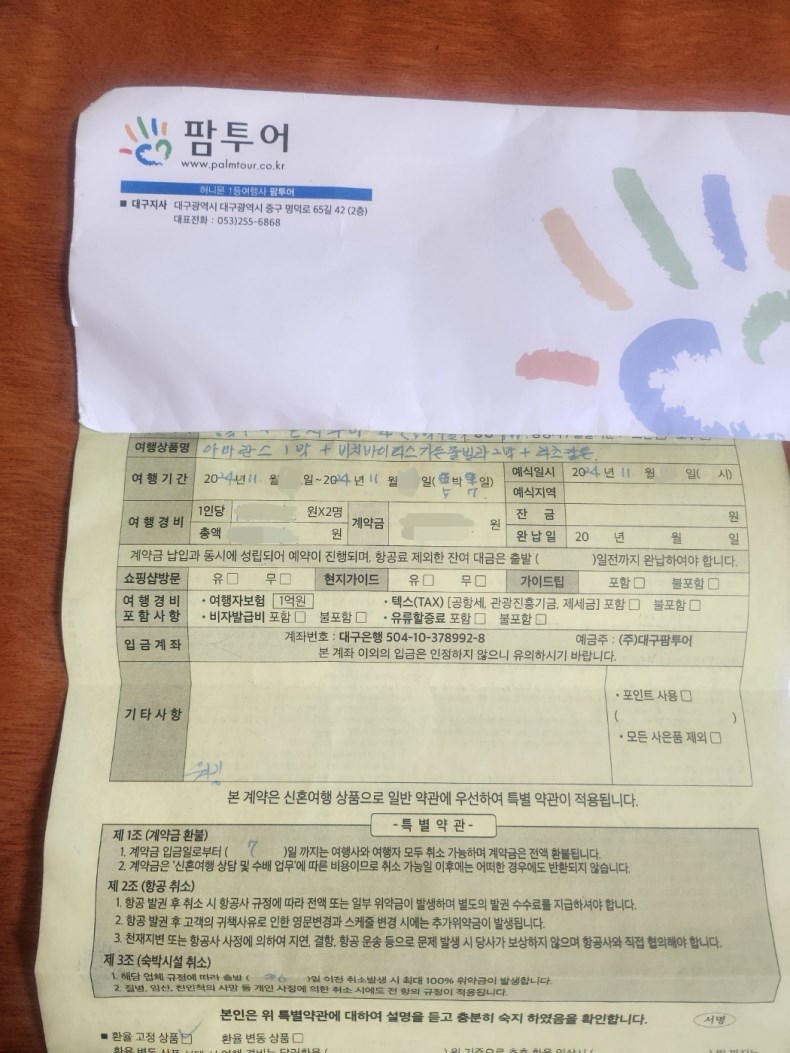 팜투어
www.palmtour.co.kr
허니문 1등여행사 팜투어
■ 대구지사 대구광역시 대구광역시 중구 명덕로 65길 42 (2층)
대표전화 : 053)255-6868
여행상품명 1박 + 2박 +
여행기간 2024년 11월 일~2024년 11월 일( 5박 7일)
예식일시 2024년 11월 일( 시)
예식지역
여행경비 1인당 원X2명 계약금 원
잔금 원
총액 원
완납일 20 년 월 일
계약금 납입과 동시에 성립되어 예약이 진행되며, 항공료 제외한 잔여 대금은 출발 ( )일전까지 완납하여야 합니다.
쇼핑샵방문 유 □ 무 □ 현지가이드 유 □ 무 □ 가이드팁 포함 □ 불포함 □
여행경비 포함사항 • 여행자보험 1억원 • 텍스(TAX) [공항세, 관광진흥기금, 제세금] 포함 □ 불포함 □
• 비자발급비 포함 □ 불포함 □ • 유류할증료 포함 □ 불포함 □
입금계좌 계좌번호 : 대구은행 504-10-378992-8 예금주 : (주)대구팜투어
본 계좌 이외의 입금은 인정하지 않으니 유의하시기 바랍니다.
기타사항
• 포인트 사용 □
( )
• 모든 사은품 제외 □
본 계약은 신혼여행 상품으로 일반 약관에 우선하여 특별 약관이 적용됩니다.
-특별약관-
제 1조 (계약금 환불)
1. 계약금 입금일로부터 ( 7 )일 까지는 여행사와 여행자 모두 취소 가능하며 계약금은 전액 환불됩니다.
2. 계약금은 '신혼여행 상담 및 수배 업무'에 따른 비용이므로 취소 가능일 이후에는 어떠한 경우에도 반환되지 않습니다.
제 2조 (항공 취소)
1. 항공 발권 후 취소 시 항공사 규정에 따라 전액 또는 일부 위약금이 발생하며 별도의 발권 수수료를 지급하셔야 합니다.
2. 항공 발권 후 고객의 귀책사유로 인한 영문변경과 스케줄 변경 시에는 추가위약금이 발생됩니다.
3. 천재지변 또는 항공사 사정에 의하여 지연, 결항, 항공 운송 등으로 문제 발생 시 당사가 보상하지 않으며 항공사와 직접 협의해야 합니다.
제 3조 (숙박시설 취소)
1. 해당 업체 규정에 따라 출발 ( )일 이전 취소발생 시 최대 100% 위약금이 발생합니다.
2. 질병, 임신, 친인척의 사망 등 개인 사정에 의한 취소 시에도 전 항의 규정이 적용됩니다.
본인은 위 특별약관에 대하여 설명을 듣고 충분히 숙지 하였음을 확인합니다. 서명
■ 환율 고정 상품 ☑ 환율 변동 상품 □